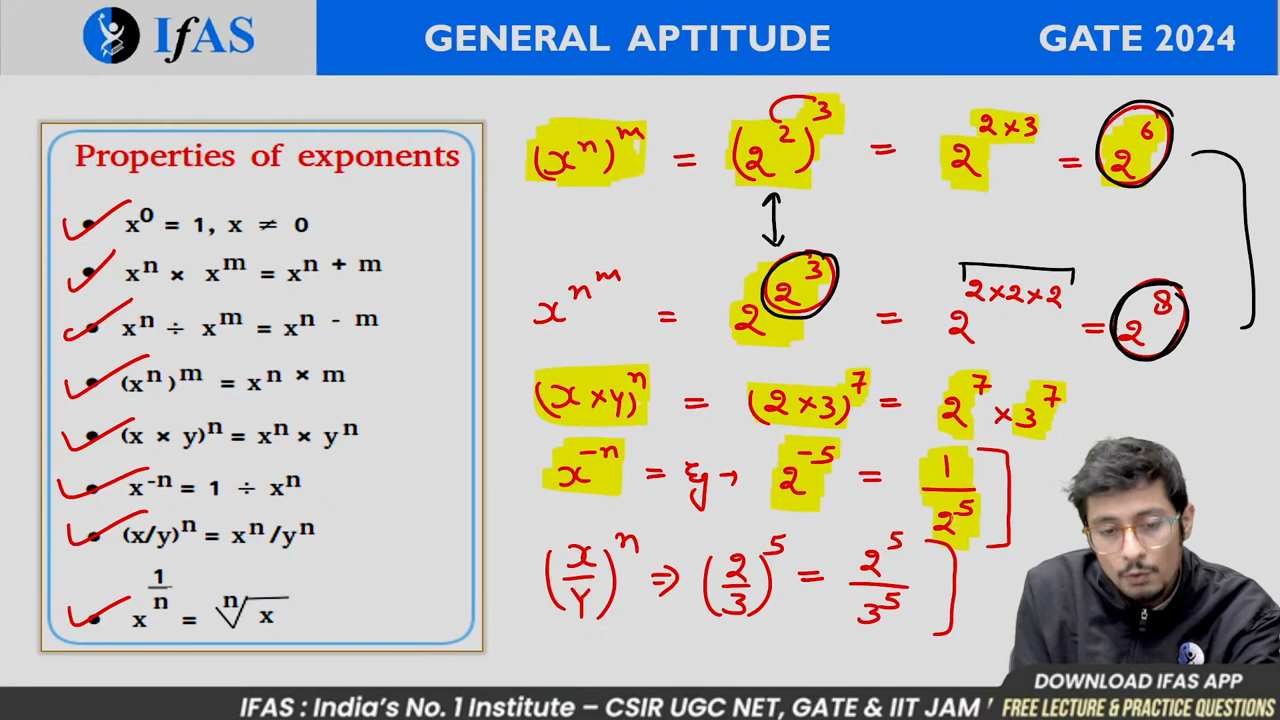 IfAS
GENERAL APTITUDE
GATE 2024
Properties of exponents
• x⁰ = 1, x ≠ 0
• xⁿ × xᵐ = xⁿ ⁺ ᵐ
• xⁿ ÷ xᵐ = xⁿ ⁻ ᵐ
• (xⁿ)ᵐ = xⁿ ˣ ᵐ
• (x × y)ⁿ = xⁿ × yⁿ
• x⁻ⁿ = 1 ÷ xⁿ
• (x/y)ⁿ = xⁿ/yⁿ
• x^(1/n) = ⁿ√x
(xⁿ)ᵐ = (2²)³ = 2^(2×3) = 2⁶
x^(n^m) = 2^(2^3) = 2^(2×2×2) = 2⁸
(x×y)ⁿ = (2×3)⁷ = 2⁷ × 3⁷
x⁻ⁿ = → 2⁻⁵ = 1/2⁵
(x/y)ⁿ ⇒ (2/3)⁵ = 2⁵/3⁵
DOWNLOAD IFAS APP
IFAS : India's No. 1 Institute – CSIR UGC NET, GATE & IIT JAM '
FREE LECTURE & PRACTICE QUESTIONS